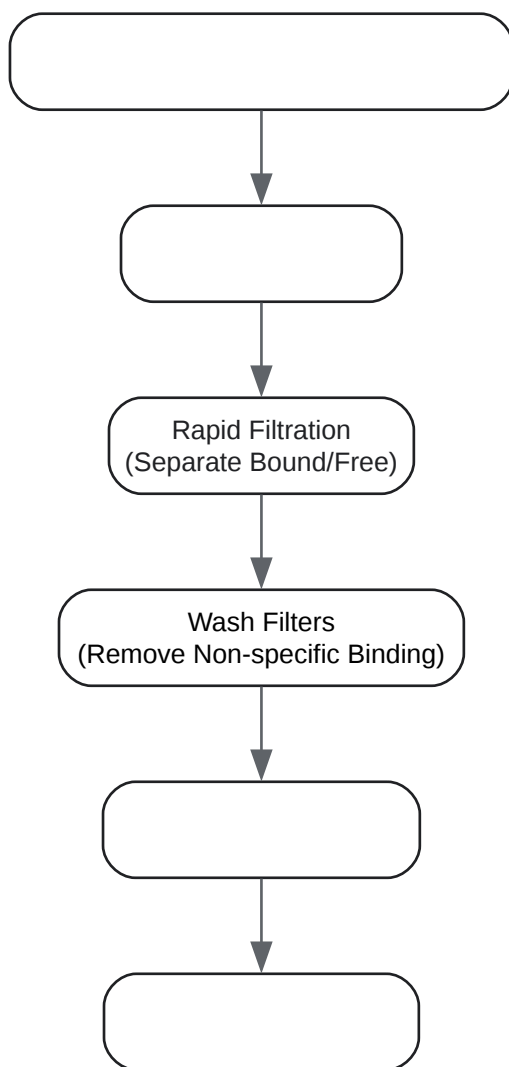 Rapid Filtration
(Separate Bound/Free)
Wash Filters
(Remove Non-specific Binding)